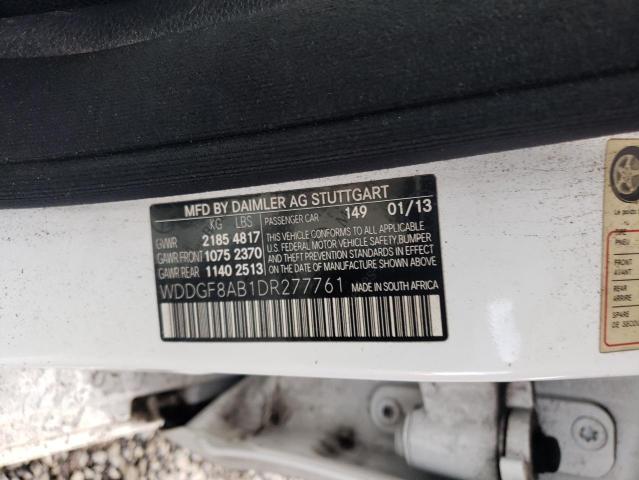 MFD BY DAIMLER AG STUTTGART
KG LBS PASSENGER CAR 149 01/13
GVWR 2185 4817
GAWR FRONT 1075 2370
GAWR REAR 1140 2513
THIS VEHICLE CONFORMS TO ALL APPLICABLE
U.S. FEDERAL MOTOR VEHICLE SAFETY, BUMPER
AND THEFT PREVENTION STANDARDS IN EFFECT ON THE
DATE OF MANUFACTURE SHOWN ABOVE.
WDDGF8AB1DR277761 MADE IN SOUTH AFRICA
TIRE
PNEU
FRONT
AVANT
REAR
ARRIERE
SPARE